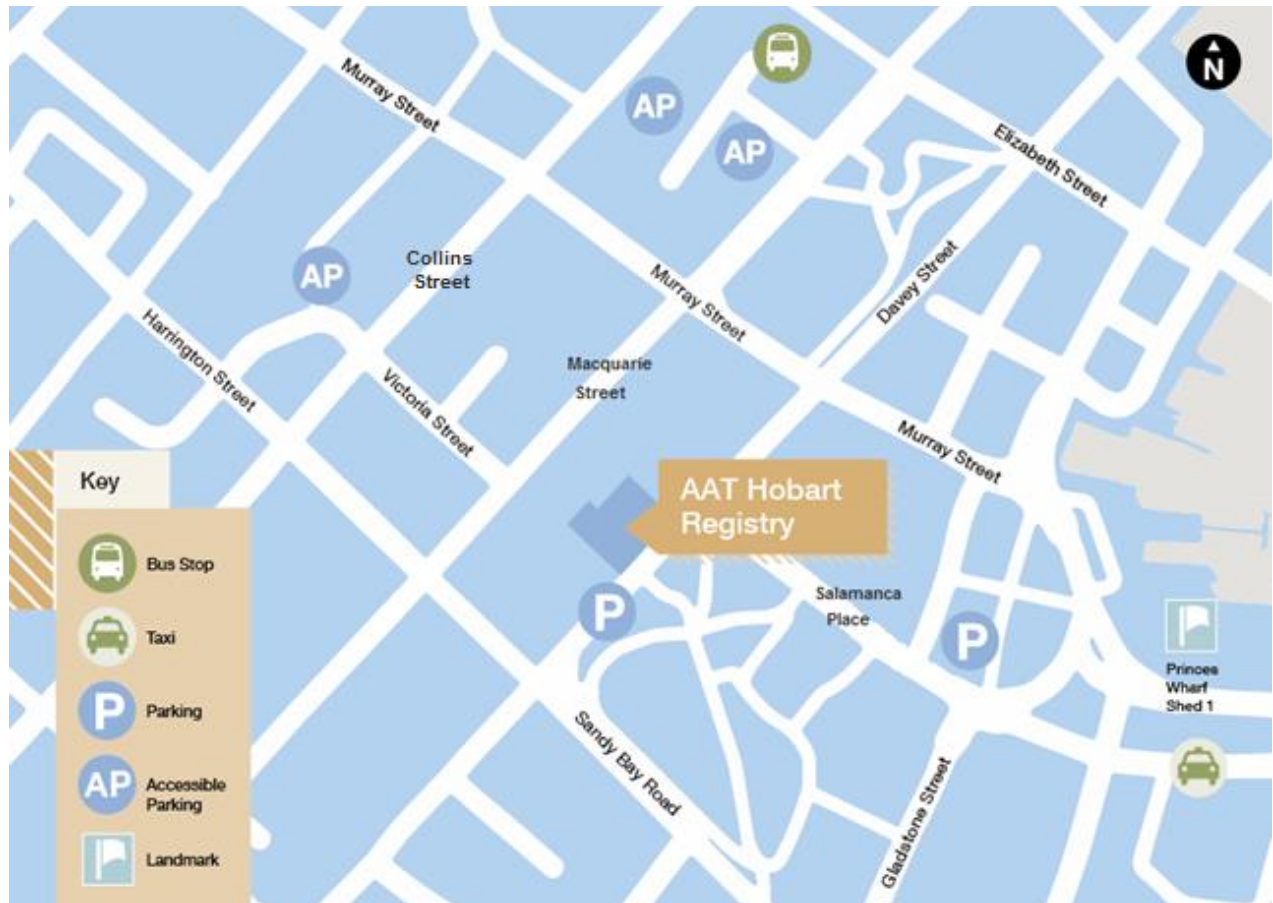 N
Murray Street
AP
AP
Elizabeth Street
Collins
Street
AP
Murray Street
Davey Street
Harrington Street
Macquarie
Street
Victoria Street
Murray Street
AAT Hobart
Registry
Key
Bus Stop
Taxi
P
Parking
AP
Accessible
Parking
Landmark
P
Salamanca
Place
P
Princes
Wharf
Shed 1
Sandy Bay Road
Gladstone Street